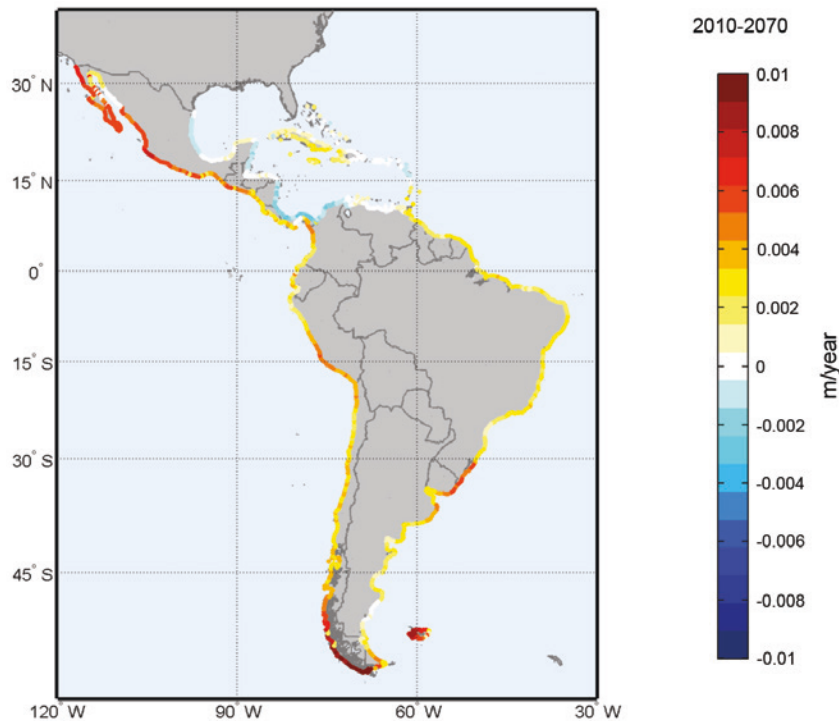 2010-2070
30° N
15° N
0°
15° S
30° S
45° S
120° W
90° W
60° W
30° W
0.01
0.008
0.006
0.004
0.002
0
-0.002
-0.004
-0.006
-0.008
-0.01
m/year